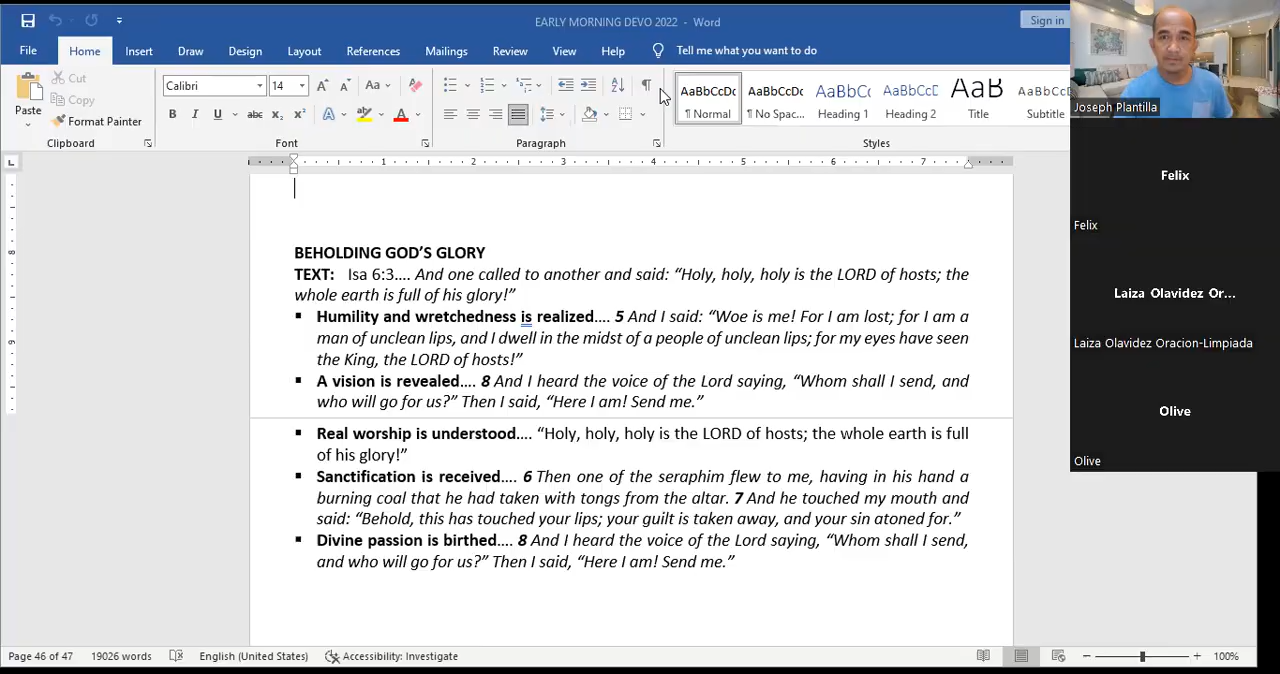 EARLY MORNING DEVO 2022 - Word
Sign in
File Home Insert Draw Design Layout References Mailings Review View Help Tell me what you want to do
Paste
Cut
Copy
Format Painter
Clipboard
Calibri 14
Aa
B I U abc x₂ x² A A
Font
Paragraph
AaBbCcDc AaBbCcDc AaBbCc AaBbCcE AaB AaBbCcD
¶ Normal ¶ No Spac... Heading 1 Heading 2 Title Subtitle
Styles
1 2 3 4 5 6 7
BEHOLDING GOD’S GLORY
TEXT: Isa 6:3.... And one called to another and said: “Holy, holy, holy is the LORD of hosts; the
whole earth is full of his glory!”
▪ Humility and wretchedness is realized.... 5 And I said: “Woe is me! For I am lost; for I am a
man of unclean lips, and I dwell in the midst of a people of unclean lips; for my eyes have seen
the King, the LORD of hosts!”
▪ A vision is revealed.... 8 And I heard the voice of the Lord saying, “Whom shall I send, and
who will go for us?” Then I said, “Here I am! Send me.”
▪ Real worship is understood.... “Holy, holy, holy is the LORD of hosts; the whole earth is full
of his glory!”
▪ Sanctification is received.... 6 Then one of the seraphim flew to me, having in his hand a
burning coal that he had taken with tongs from the altar. 7 And he touched my mouth and
said: “Behold, this has touched your lips; your guilt is taken away, and your sin atoned for.”
▪ Divine passion is birthed.... 8 And I heard the voice of the Lord saying, “Whom shall I send,
and who will go for us?” Then I said, “Here I am! Send me.”
Page 46 of 47 19026 words English (United States) Accessibility: Investigate
100%
Joseph Plantilla
Felix
Felix
Laiza Olavidez Or...
Laiza Olavidez Oracion-Limpiada
Olive
Olive